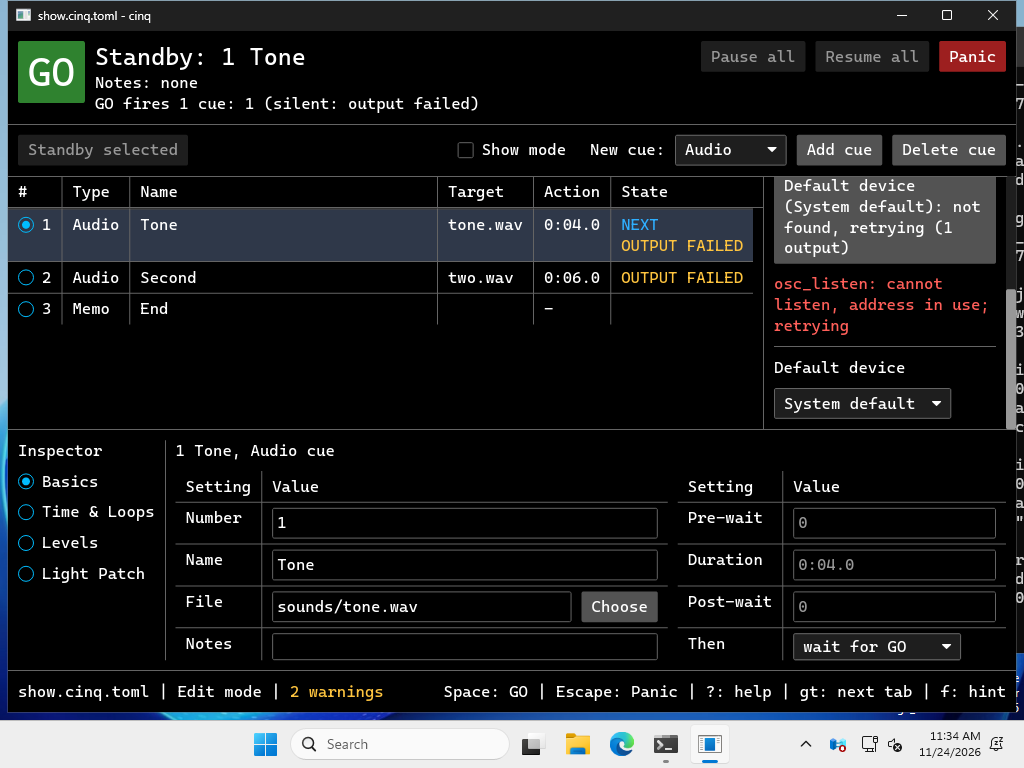 show.cinq.toml - cinq
GO
Standby: 1 Tone
Notes: none
GO fires 1 cue: 1 (silent: output failed)
Pause all
Resume all
Panic
Standby selected
Show mode
New cue:
Audio
Add cue
Delete cue
# Type Name Target Action State
1 Audio Tone tone.wav 0:04.0 NEXT
OUTPUT FAILED
2 Audio Second two.wav 0:06.0 OUTPUT FAILED
3 Memo End –
Default device
(System default): not
found, retrying (1
output)
osc_listen: cannot
listen, address in use;
retrying
Default device
System default
Inspector
Basics
Time & Loops
Levels
Light Patch
1 Tone, Audio cue
Setting Value
Number 1
Name Tone
File sounds/tone.wav Choose
Notes
Setting Value
Pre-wait 0
Duration 0:04.0
Post-wait 0
Then wait for GO
show.cinq.toml | Edit mode | 2 warnings
Space: GO | Escape: Panic | ?: help | gt: next tab | f: hint
Search
11:34 AM
11/24/2026